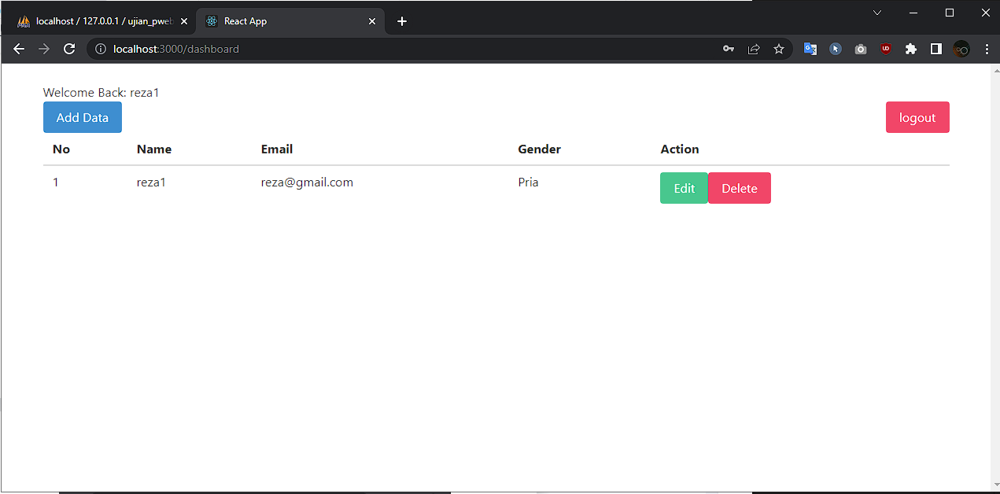 localhost / 127.0.0.1 / ujian_pweb
React App
localhost:3000/dashboard
Welcome Back: reza1
Add Data
logout
No Name Email Gender Action
1 reza1 reza@gmail.com Pria Edit Delete